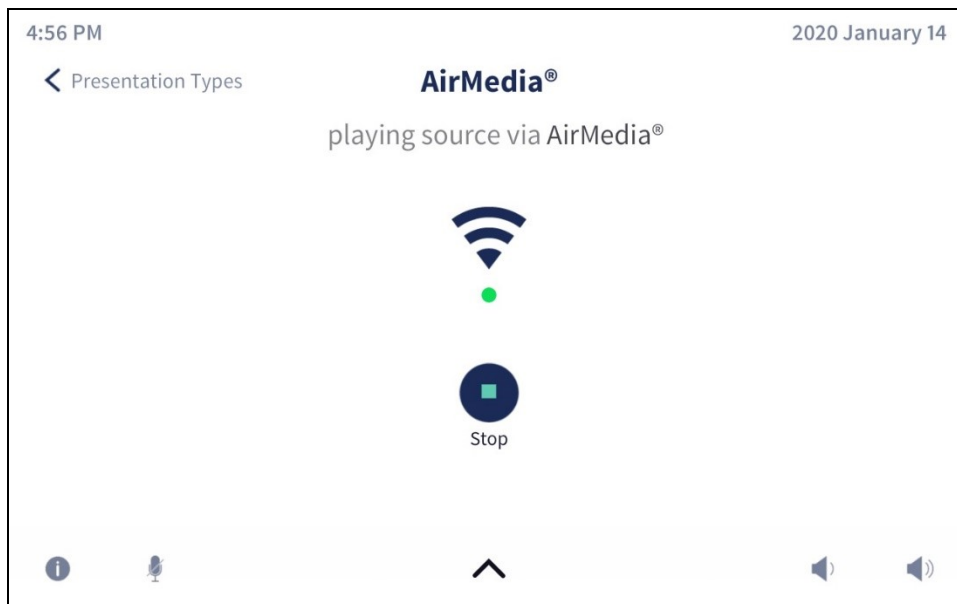 4:56 PM
2020 January 14
Presentation Types
AirMedia®
playing source via AirMedia®
Stop